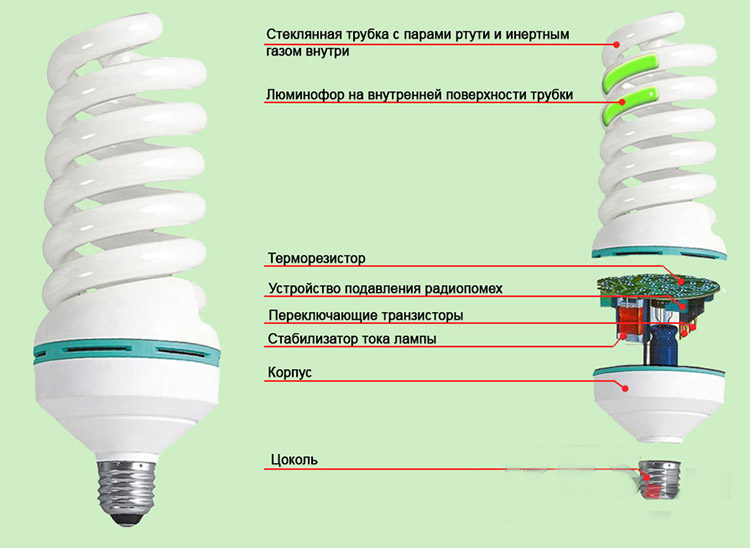 Стеклянная трубка с парами ртути и инертным
газом внутри
Люминофор на внутренней поверхности трубки
Терморезистор
Устройство подавления радиопомех
Переключающие транзисторы
Стабилизатор тока лампы
Корпус
Цоколь